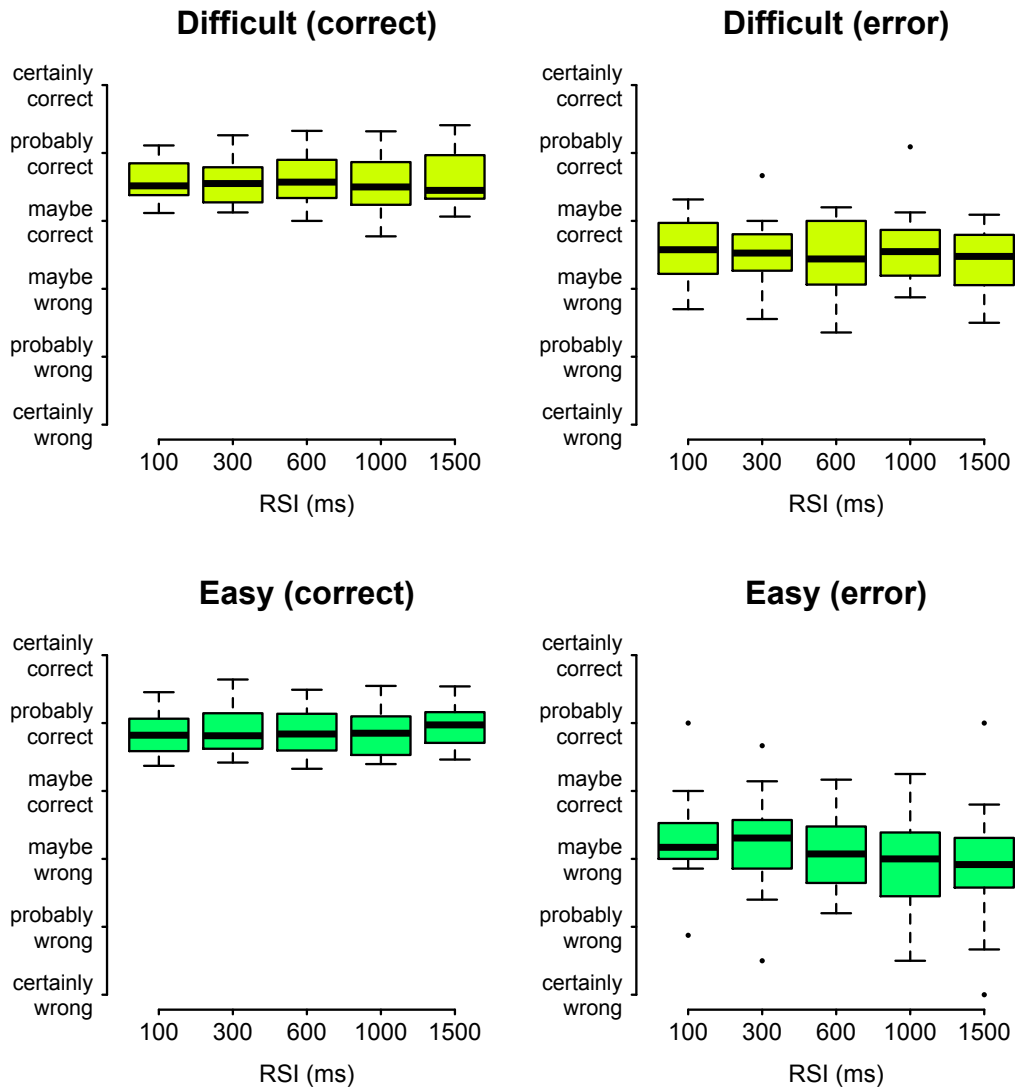 Difficult (correct)
certainly
correct
probably
correct
maybe
correct
maybe
wrong
probably
wrong
certainly
wrong
100 300 600 1000 1500
RSI (ms)
Difficult (error)
certainly
correct
probably
correct
maybe
correct
maybe
wrong
probably
wrong
certainly
wrong
100 300 600 1000 1500
RSI (ms)
Easy (correct)
certainly
correct
probably
correct
maybe
correct
maybe
wrong
probably
wrong
certainly
wrong
100 300 600 1000 1500
RSI (ms)
Easy (error)
certainly
correct
probably
correct
maybe
correct
maybe
wrong
probably
wrong
certainly
wrong
100 300 600 1000 1500
RSI (ms)